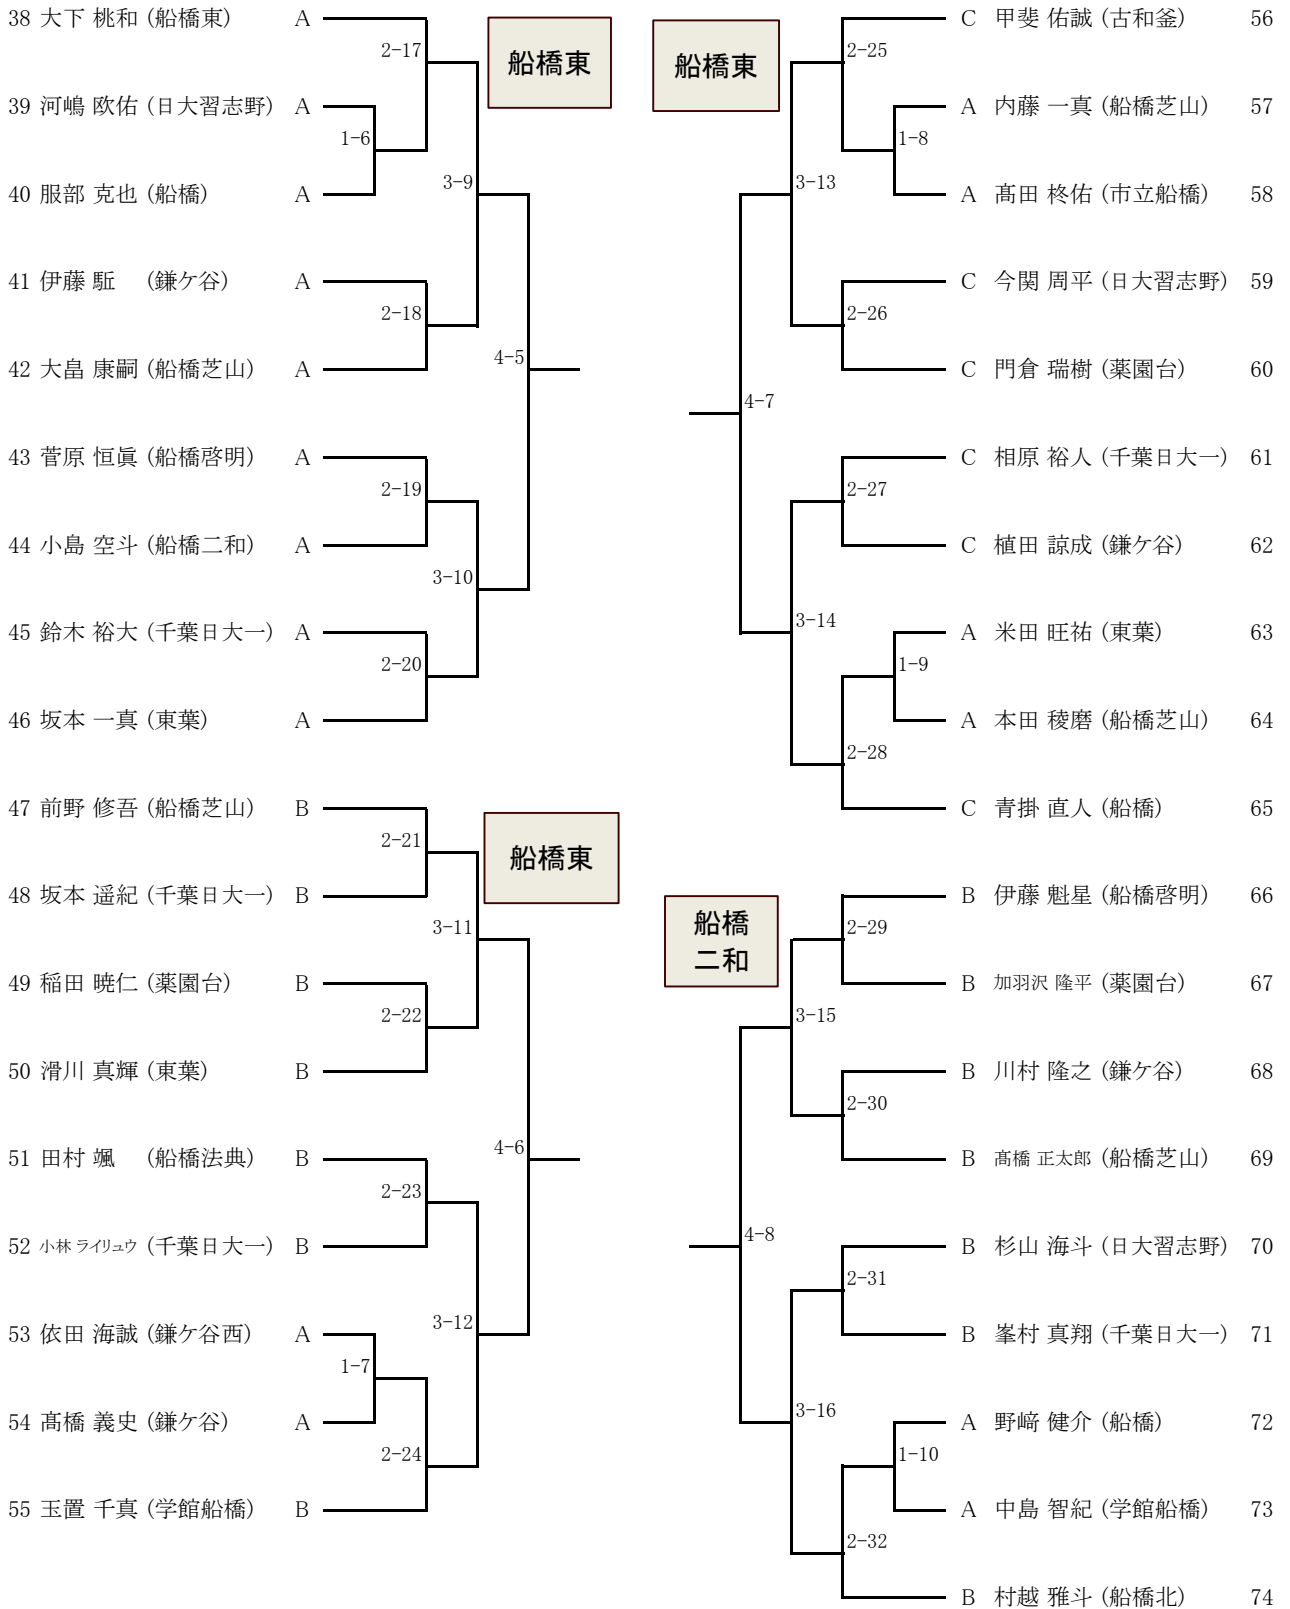 38 大下 桃和 (船橋東) A
2-17
船橋東
39 河嶋 欧佑 (日大習志野) A
1-6
40 服部 克也 (船橋) A
3-9
41 伊藤 駈 (鎌ケ谷) A
2-18
42 大畠 康嗣 (船橋芝山) A
4-5
43 菅原 恒眞 (船橋啓明) A
2-19
44 小島 空斗 (船橋二和) A
3-10
45 鈴木 裕大 (千葉日大一) A
2-20
46 坂本 一真 (東葉) A
47 前野 修吾 (船橋芝山) B
2-21
船橋東
48 坂本 遥紀 (千葉日大一) B
3-11
49 稲田 暁仁 (薬園台) B
2-22
50 滑川 真輝 (東葉) B
4-6
51 田村 颯 (船橋法典) B
2-23
52 小林 ライリュウ (千葉日大一) B
3-12
53 依田 海誠 (鎌ケ谷西) A
1-7
54 髙橋 義史 (鎌ケ谷) A
2-24
55 玉置 千真 (学館船橋) B
船橋東
C 甲斐 佑誠 (古和釜) 56
2-25
A 内藤 一真 (船橋芝山) 57
1-8
A 髙田 柊佑 (市立船橋) 58
3-13
C 今関 周平 (日大習志野) 59
2-26
C 門倉 瑞樹 (薬園台) 60
4-7
C 相原 裕人 (千葉日大一) 61
2-27
C 植田 諒成 (鎌ケ谷) 62
3-14
A 米田 旺祐 (東葉) 63
1-9
A 本田 稜磨 (船橋芝山) 64
2-28
C 青掛 直人 (船橋) 65
船橋
二和
B 伊藤 魁星 (船橋啓明) 66
2-29
B 加羽沢 隆平 (薬園台) 67
3-15
B 川村 隆之 (鎌ケ谷) 68
2-30
B 髙橋 正太郎 (船橋芝山) 69
4-8
B 杉山 海斗 (日大習志野) 70
2-31
B 峯村 真翔 (千葉日大一) 71
3-16
A 野﨑 健介 (船橋) 72
1-10
A 中島 智紀 (学館船橋) 73
2-32
B 村越 雅斗 (船橋北) 74